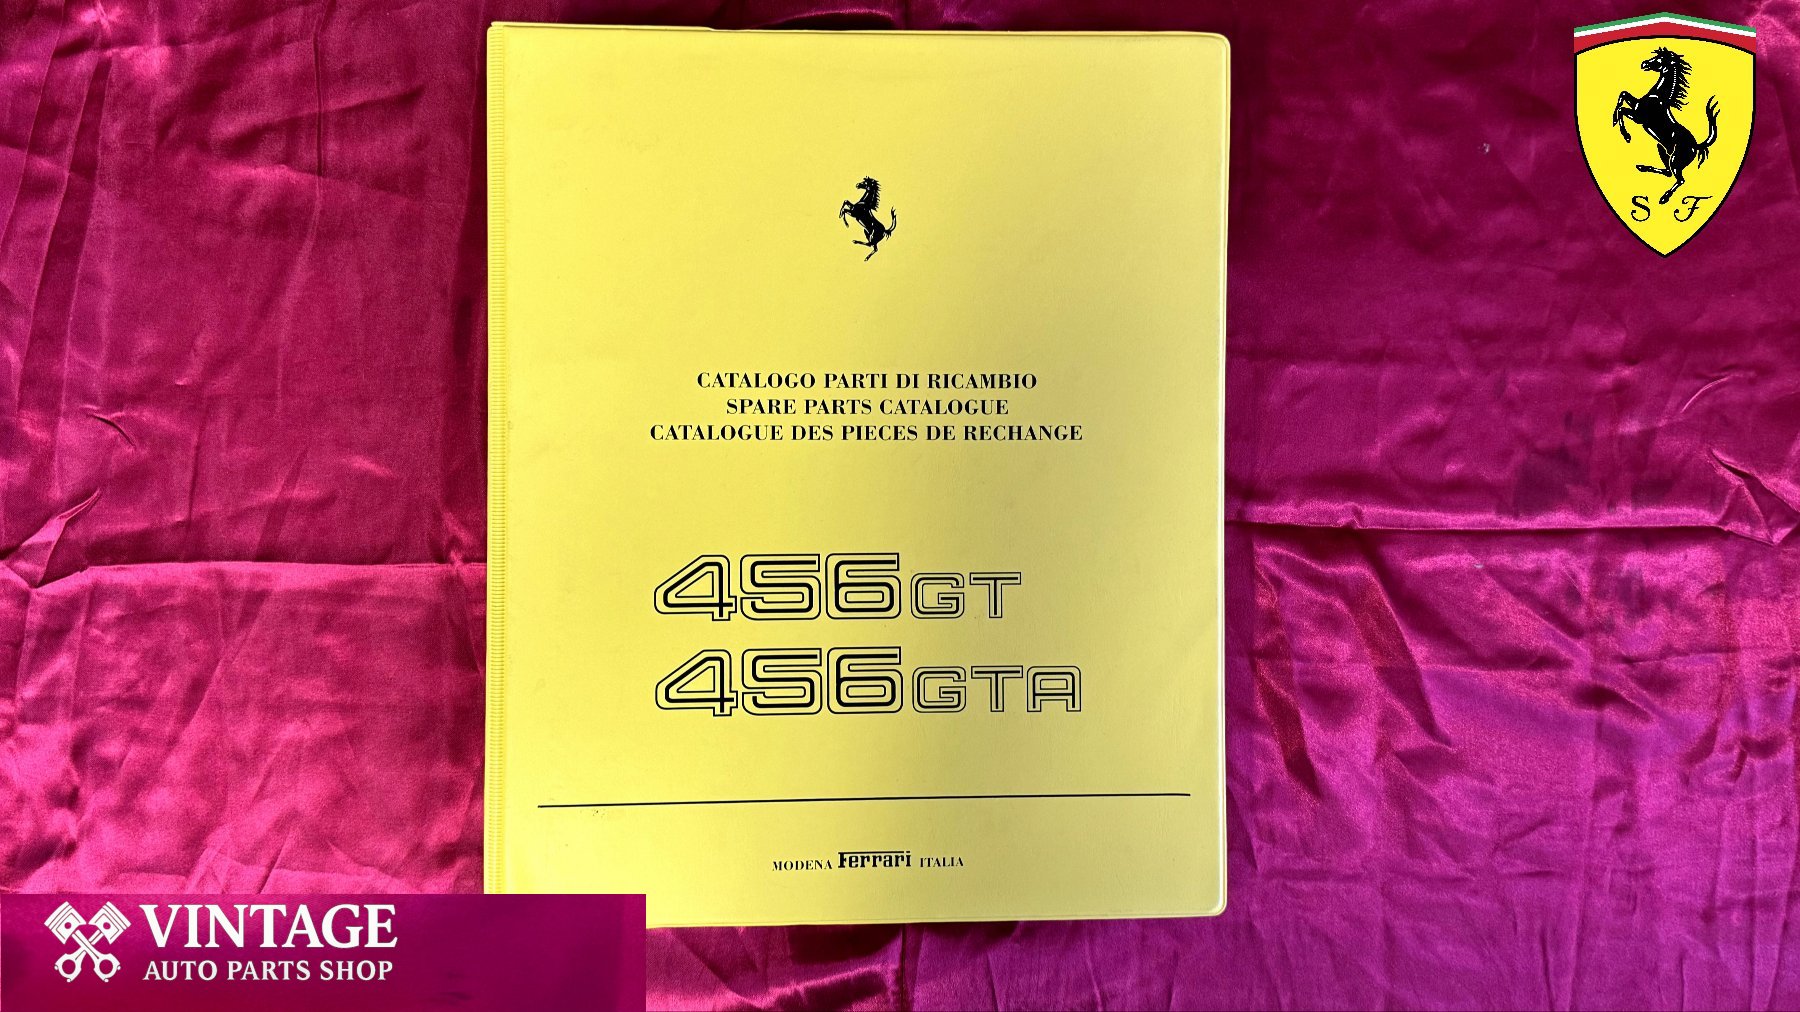 S F
CATALOGO PARTI DI RICAMBIO
SPARE PARTS CATALOGUE
CATALOGUE DES PIECES DE RECHANGE
456GT
456GTA
MODENA Ferrari ITALIA
VINTAGE
AUTO PARTS SHOP